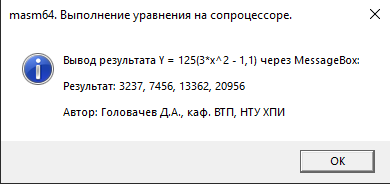 masm64. Выполнение уравнения на сопроцессоре.
Вывод результата Y = 125(3*x^2 - 1,1) через MessageBox:
Результат: 3237, 7456, 13362, 20956
Автор: Головачев Д.А., каф. ВТП, НТУ ХПИ
OK